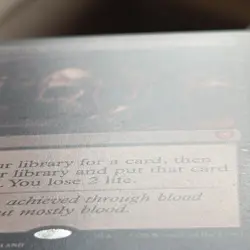 ur library for a card, then
r library and put that card
. You lose 2 life.
achieved through blood
ut mostly blood.